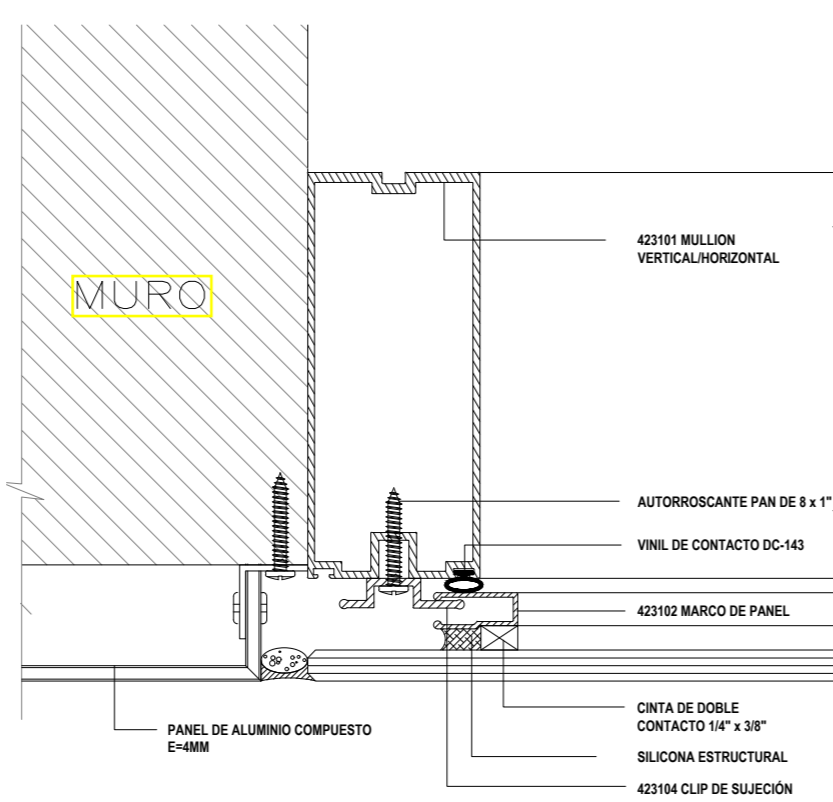 423101 MULLION
VERTICAL/HORIZONTAL
MURO
AUTORROSCANTE PAN DE 8 x 1"
VINIL DE CONTACTO DC-143
423102 MARCO DE PANEL
CINTA DE DOBLE
CONTACTO 1/4" x 3/8"
PANEL DE ALUMINIO COMPUESTO
E=4MM
SILICONA ESTRUCTURAL
423104 CLIP DE SUJECIÓN